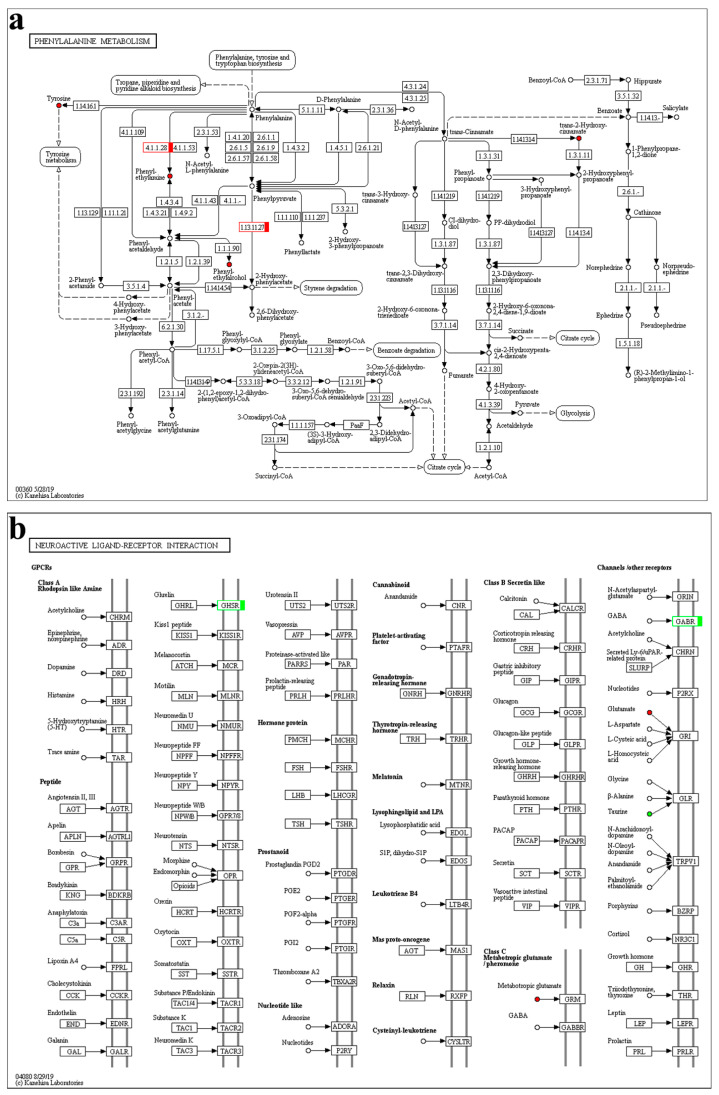 a
PHENYLALANINE METABOLISM
Phenylalanine, tyrosine and
tryptophan biosynthesis
Tropane, piperidine and
pyridine alkaloid biosynthesis
Tyrosine
1.14.16.1
Tyrosine
metabolism
Phenylalanine
5.1.1.11
D-Phenylalanine
2.3.1.36
N-Acetyl-
D-phenylalanine
4.3.1.24
4.3.1.25
Benzoyl-CoA
2.3.1.71
Hippurate
3.5.1.32
Benzoate
1.14.13.-
Salicylate
trans-Cinnamate
1.14.13.14
trans-2-Hydroxy-
cinnamate
4.1.1.109
4.1.1.28
4.1.1.53
2.3.1.53
N-Acetyl-
L-phenylalanine
1.4.1.20
2.6.1.1
2.6.1.5
2.6.1.9
2.6.1.57
2.6.1.58
1.4.3.2
1.4.5.1
2.6.1.21
1.3.1.31
1.3.1.11
Phenyl-
propanoate
2-Hydroxyphenyl-
propanoate
3-Hydroxyphenyl-
propanoate
1-Phenylpropane-
1,2-dione
2.6.1.-
Cathinone
Phenyl-
ethylamine
1.4.3.4
1.4.3.21
1.4.9.2
4.1.1.43
4.1.1.-
Phenylpyruvate
trans-3-Hydroxy-
cinnamate
1.13.12.9
1.11.1.21
1.13.11.27
1.1.1.110
1.1.1.237
5.3.2.1
Phenyllactate
2-Hydroxy-
3-phenylpropanoate
1.14.12.19
1.14.12.19
1.14.13.127
1.14.13.127
1.14.13.4
CI-dihydro-
diol
PP-dihydrodiol
1.3.1.87
1.3.1.87
Phenyl-
acetaldehyde
1.1.1.90
Phenyl-
ethylalcohol
1.2.1.5
1.2.1.39
2-Phenyl-
acetamide
3.5.1.4
Phenyl-
acetate
1.14.14.54
2-Hydroxy-
phenylacetate
Styrene degradation
2,6-Dihydroxy-
phenylacetate
4-Hydroxy-
phenylacetate
3-Hydroxy-
phenylacetate
3.1.2.-
6.2.1.30
trans-2,3-Dihydroxy-
cinnamate
2,3-Dihydroxy-
phenylpropanoate
1.13.11.16
1.13.11.16
2-Hydroxy-6-oxonona-
trienedioate
2-Hydroxy-6-oxonona-
2,4-diene-1,9-dioate
3.7.1.14
3.7.1.14
Norephedrine
Norpseudo-
ephedrine
2.1.1.-
2.1.1.-
Ephedrine
Pseudoephedrine
1.5.1.18
(R)-2-Methylimino-1
-phenylpropan-1-ol
Succinate
Citrate cycle
cis-2-Hydroxypenta-
2,4-dienoate
Fumarate
4.2.1.80
4-Hydroxy-
2-oxopentanoate
4.1.3.39
Pyruvate
Glycolysis
Acetaldehyde
1.2.1.10
Acetyl-CoA
Phenyl-
acetyl-CoA
1.17.5.1
Phenyl-
glyoxylyl-CoA
3.1.2.25
Phenyl-
glyoxylate
1.2.1.58
Benzoyl-CoA
Benzoate degradation
2.3.1.192
2.3.1.14
Phenyl-
acetylglycine
Phenyl-
acetylglutamine
1.14.13.149
2-(1,2-epoxy-1,2-dihydro-
phenyl)acetyl-CoA
5.3.3.18
2-Oxepin-2(3H)-
ylideneacetyl-CoA
3.3.2.12
3-Oxo-5,6-dehydro-
suberyl-CoA semialdehyde
1.2.1.91
3-Oxo-5,6-didehydro-
suberyl-CoA
2.3.1.223
Acetyl-CoA
2,3-Didehydro-
adipyl-CoA
PaaF
(3S)-3-Hydroxy-
adipyl-CoA
1.1.1.157
3-Oxoadipyl-CoA
2.3.1.174
Succinyl-CoA
Citrate cycle
00360 5/28/19
(c) Kanehisa Laboratories
b
NEUROACTIVE LIGAND-RECEPTOR INTERACTION
GPCRs
Class A
Rhodopsin like Amine
Acetylcholine
CHRM
Epinephrine,
norepinephrine
ADR
Dopamine
DRD
Histamine
HRH
5-Hydroxytryptamine
(5-HT)
HTR
Trace amine
TAR
Peptide
Angiotensin II, III
AGT AGTR
Apelin
APLN AGTRL1
Bombesin
GPR GRPR
Bradykinin
KNG BDKRB
Anaphylatoxin
C3a C3AR
C5a C5R
Lipoxin A4
FPRL
Cholecystokinin
CCK CCKR
Endothelin
END EDNR
Galanin
GAL GALR
Ghrelin
GHRL GHSR
Kiss1 peptide
KISS1 KISS1R
Melanocortin
ATCH MCR
Motilin
MLN MLNR
Neuromedin U
NMU NMUR
Neuropeptide FF
NPFF NPFFR
Neuropeptide Y
NPY NPYR
Neuropeptide W/B
NPW/B GPR7/8
Neurotensin
NTS NTSR
Morphine
Endomorphin
Opioids OPR
Orexin
HCRT HCRTR
Oxytocin
OXT OXTR
Somatostatin
SST SSTR
Substance P/Endokinin
TAC1/4 TACR1
Substance K
TAC1 TACR2
Neuromedin K
TAC3 TACR3
Urotensin II
UTS2 UTS2R
Vasopressin
AVP AVPR
Proteinase-activated like
PARRS PAR
Prolactin-releasing
peptide
PRLH PRLHR
Hormone protein
PMCH MCHR
FSH FSHR
LHB LHCGR
TSH TSHR
Prostanoid
Prostaglandin PGD2
PTGDR
PGE2
PTGER
PGF2-alpha
PTGFR
PGI2
PTGIR
Thromboxane A2
TBXA2R
Nucleotide like
Adenosine
ADORA
Nucleotides
P2RY
Cannabinoid
Anandamide
CNR
Platelet-activating
factor
PTAFR
Gonadotropin-
releasing hormone
GNRH GNRHR
Thyrotropin-releasing
hormone
TRH TRHR
Melatonin
MTNR
Lysosphingolipid and LPA
Lysophosphatidic acid
EDGL
S1P, dihydro-S1P
EDGS
Leukotriene B4
LTB4R
Mas proto-oncogene
AGT MAS1
Relaxin
RLN RXFP
Cysteinyl-leukotriene
CYSLTR
Class B Secretin like
Calcitonin
CAL CALCR
Corticotropin releasing
hormone
CRH CRHR
Gastric inhibitory
peptide
GIP GIPR
Glucagon
GCG GCGR
Glucagon-like peptide
GLP GLPR
Growth hormone-
releasing hormone
GHRH GHRHR
Parathyroid hormone
PTH PTHR
PACAP
PACAP PACAPR
Secretin
SCT SCTR
Vasoactive intestinal
peptide
VIP VIPR
Class C
Metabotropic glutamate
/pheromone
Metabotropic glutamate
GRM
GABA
GABBR
Channels /other receptors
N-Acetylaspartyl-
glutamate
GRIN
GABA
GABR
Acetylcholine
CHRN
Secreted Ly-6/uPAR-
related protein
SLURP
Nucleotides
P2RX
Glutamate
L-Aspartate
L-Cysteic acid
L-Homocysteic
acid
GRI
Glycine
β-Alanine
Taurine
GLR
N-Arachidonoyl-
dopamine
N-Oleoyl-
dopamine
Anandamide
Palmitoyl-
ethanolamide
TRPV1
Porphyrins
BZRP
Cortisol
NR3C1
Growth hormone
GH GHR
Triiodothyronine,
thyroxine
THR
Leptin
LEP LEPR
Prolactin
PRL PRLR
04080 8/29/19
(c) Kanehisa Laboratories